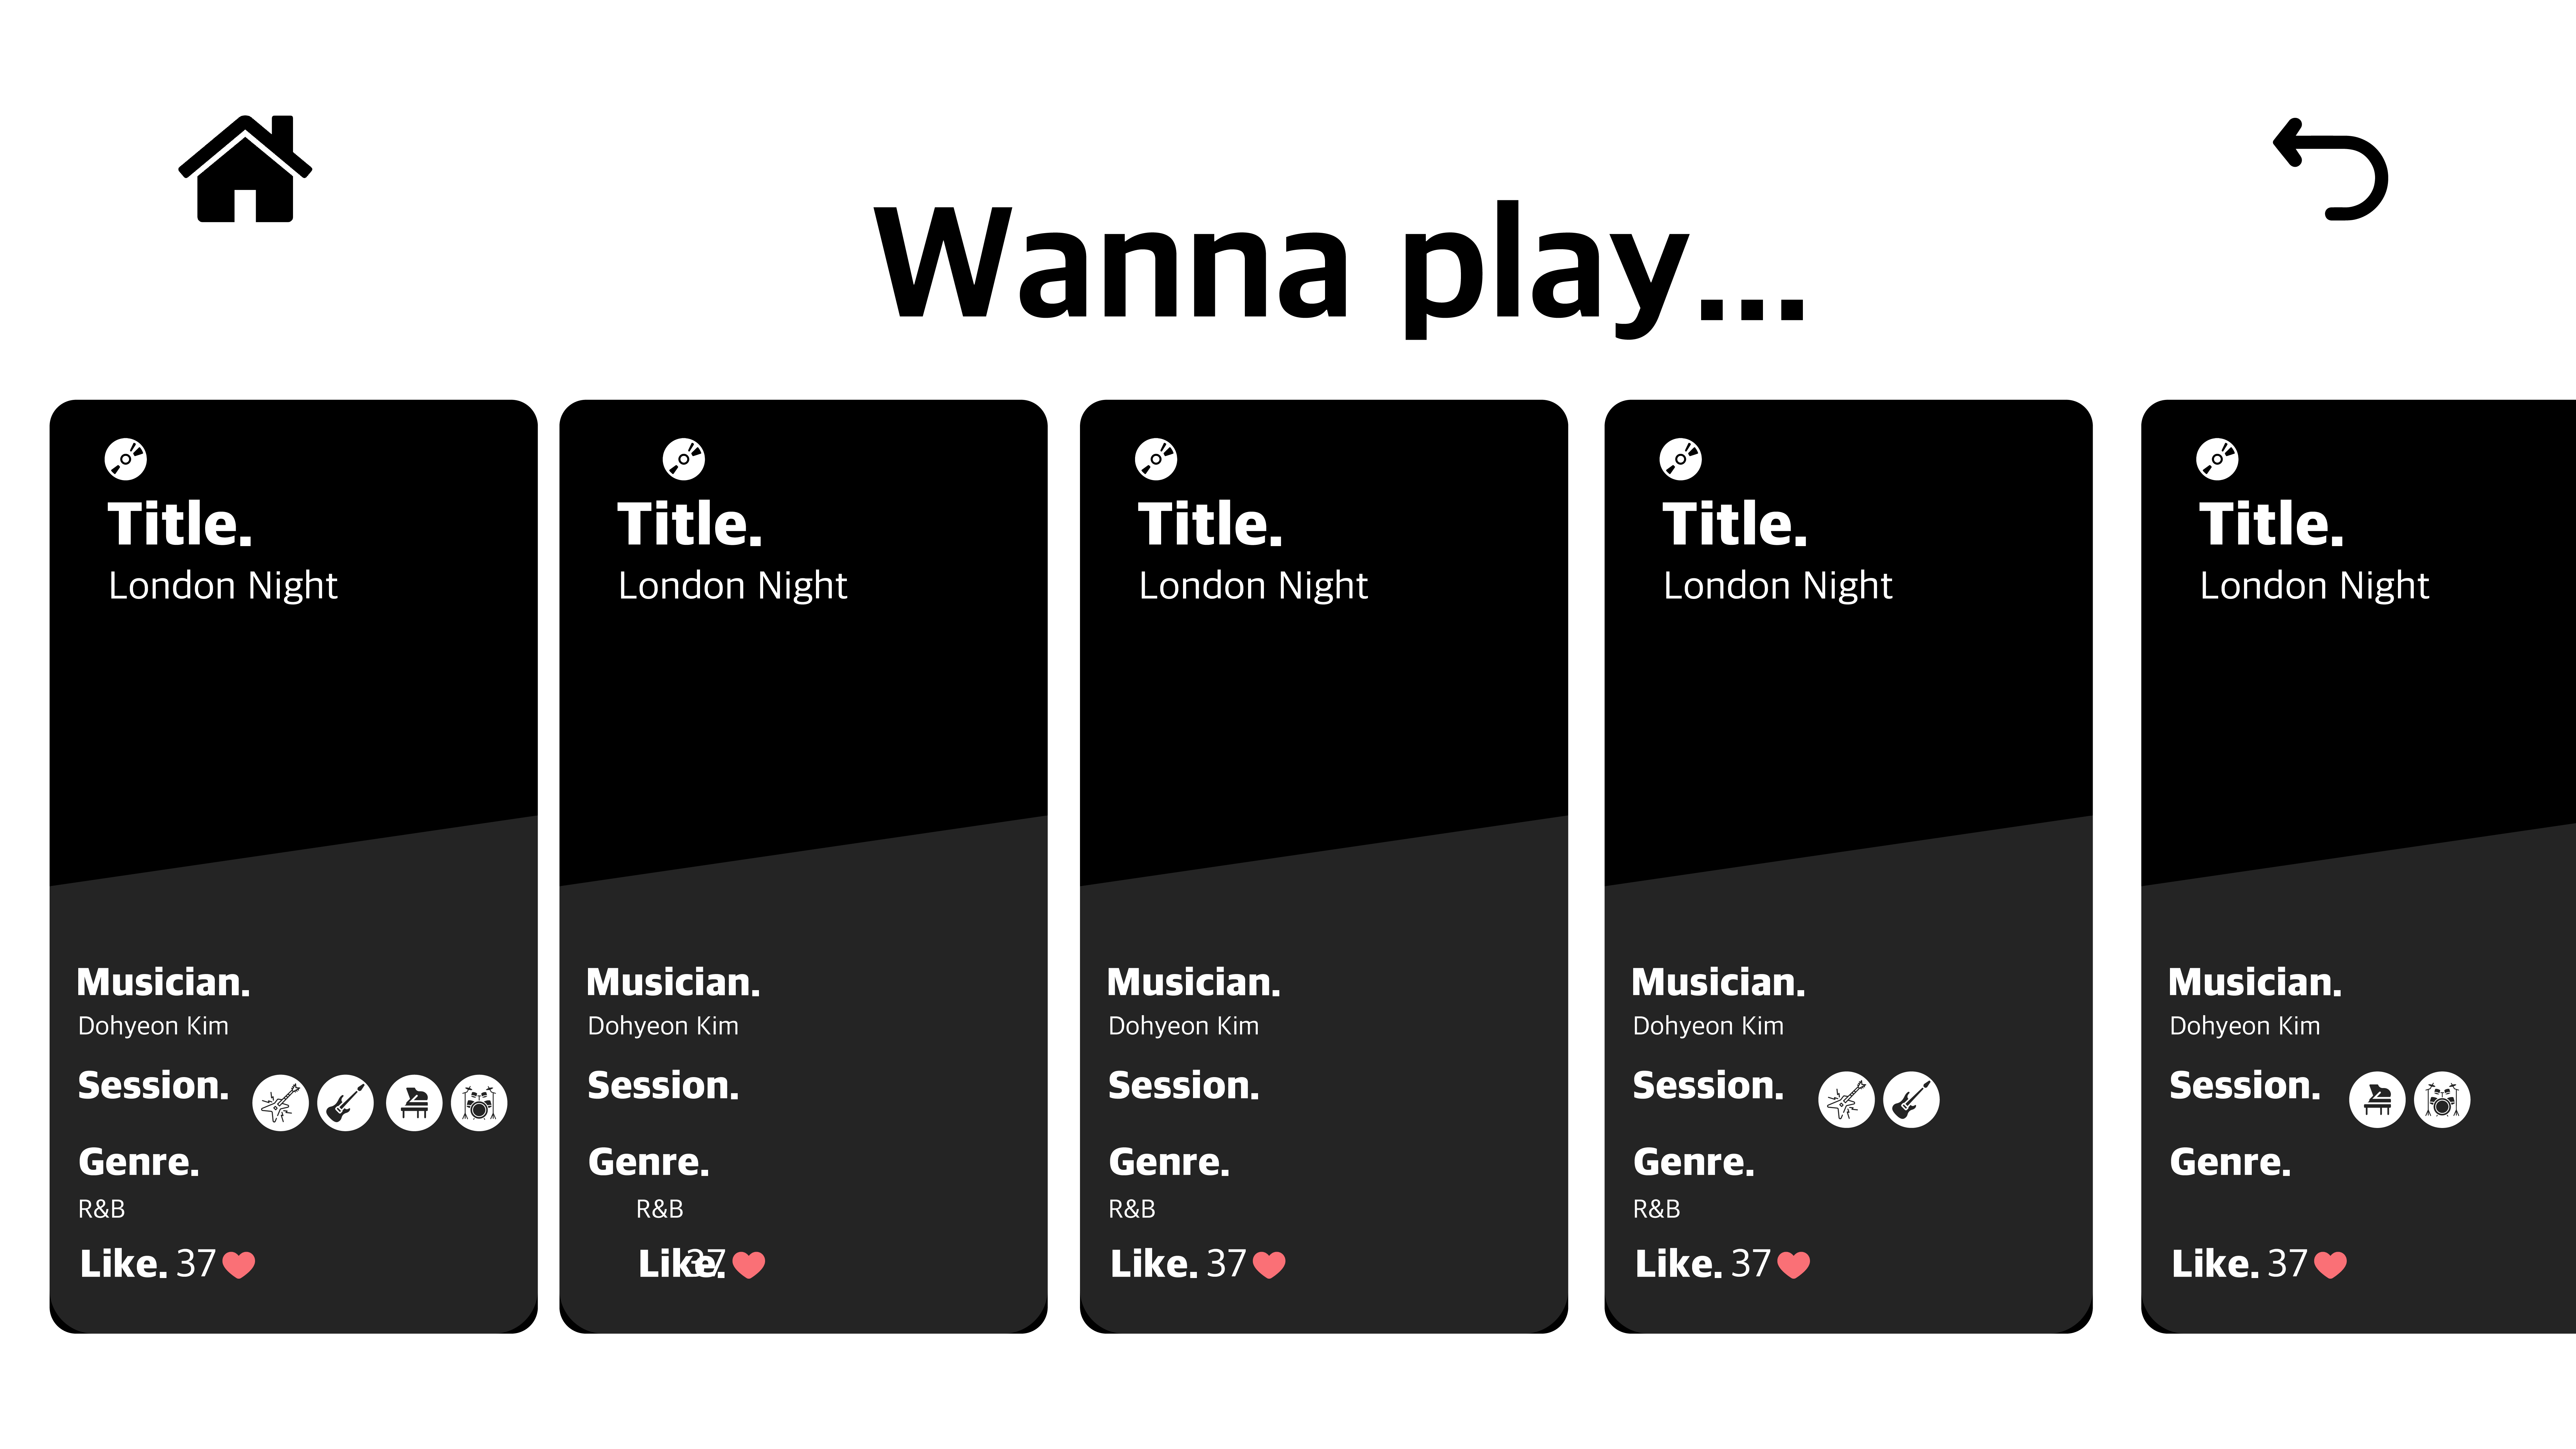 Wanna play...
Title.
London Night
Musician.
Dohyeon Kim
Session.
Genre.
R&B
Like. 37
Title.
London Night
Musician.
Dohyeon Kim
Session.
Genre.
R&B
Like. 37
Title.
London Night
Musician.
Dohyeon Kim
Session.
Genre.
R&B
Like. 37
Title.
London Night
Musician.
Dohyeon Kim
Session.
Genre.
R&B
Like. 37
Title.
London Night
Musician.
Dohyeon Kim
Session.
Genre.
Like. 37